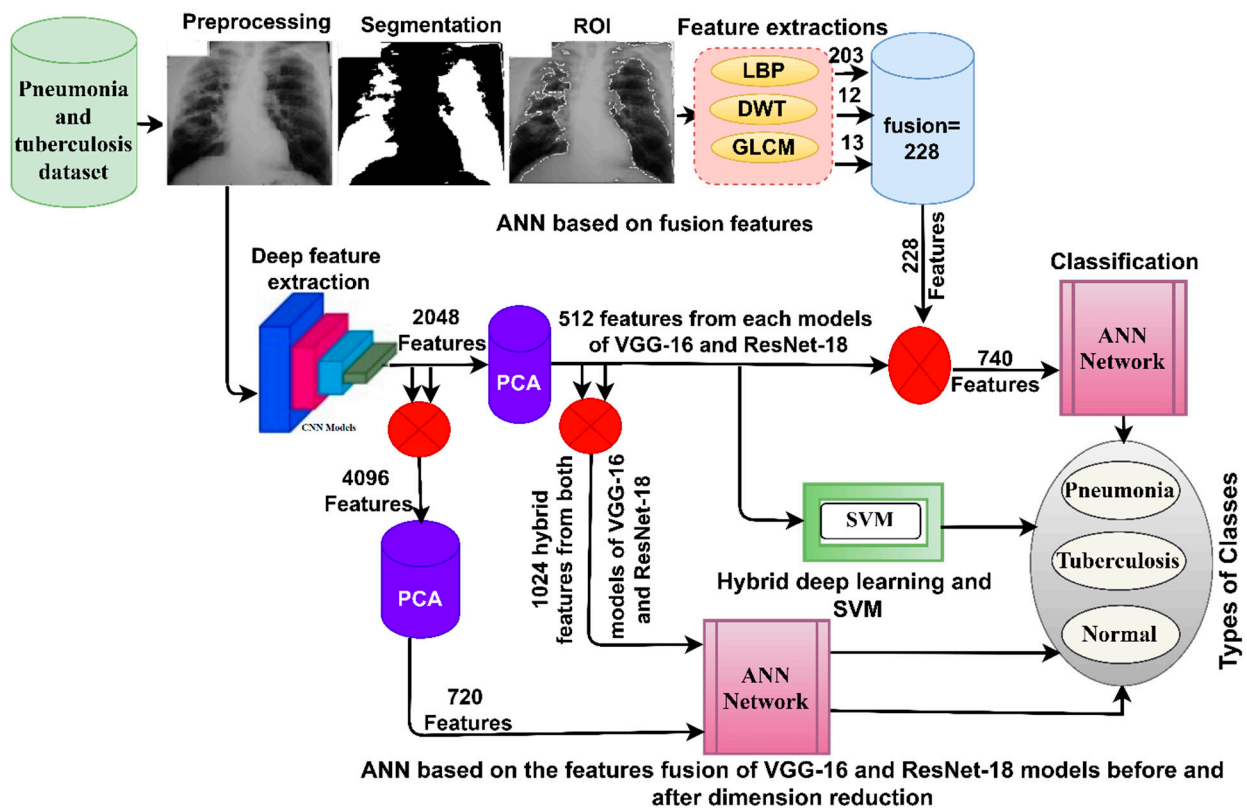 Preprocessing
Segmentation
ROI
Feature extractions
Pneumonia
and
tuberculosis
dataset
LBP
DWT
GLCM
203
12
13
fusion=
228
ANN based on fusion features
228
Features
Deep feature
extraction
CNN Models
2048
Features
PCA
512 features from each models
of VGG-16 and ResNet-18
740
Features
Classification
ANN
Network
4096
Features
PCA
720
Features
1024 hybrid
features from both
models of VGG-16
and ResNet-18
SVM
Hybrid deep learning and
SVM
ANN
Network
Pneumonia
Tuberculosis
Normal
Types of Classes
ANN based on the features fusion of VGG-16 and ResNet-18 models before and
after dimension reduction